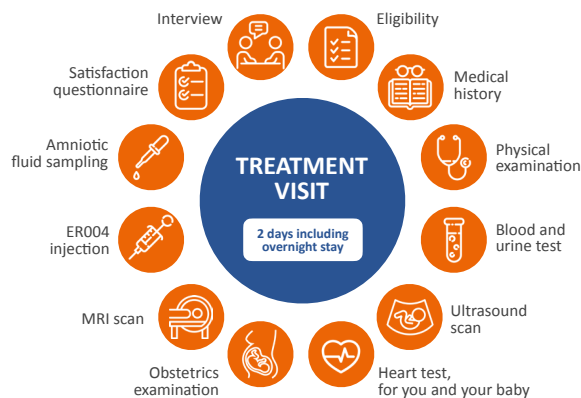 Interview
Eligibility
Satisfaction
questionnaire
Medical
history
Amniotic
fluid sampling
TREATMENT
VISIT
Physical
examination
2 days including
overnight stay
ER004
injection
Blood and
urine test
MRI scan
Ultrasound
scan
Obstetrics
examination
Heart test,
for you and your baby